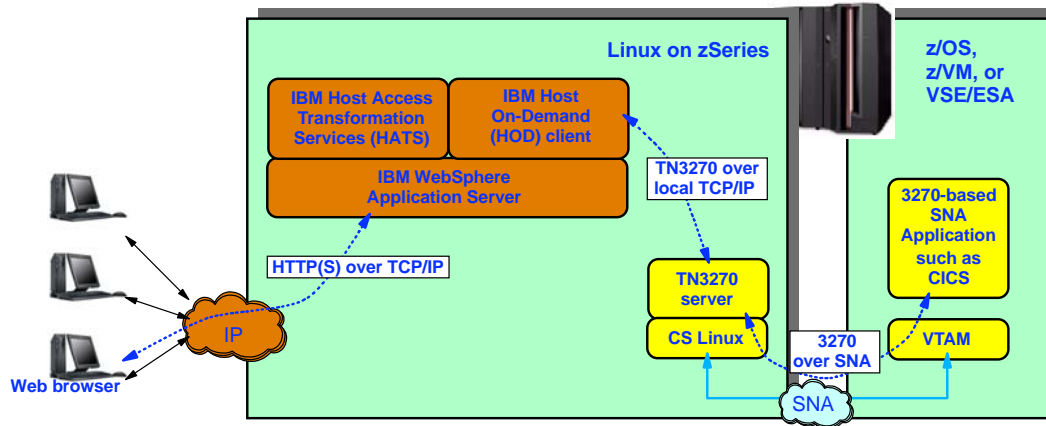 Linux on zSeries
z/OS,
z/VM, or
VSE/ESA
IBM Host Access
Transformation
Services (HATS)
IBM Host
On-Demand
(HOD) client
IBM WebSphere
Application Server
TN3270 over
local TCP/IP
3270-based
SNA
Application
such as
CICS
HTTP(S) over TCP/IP
TN3270
server
CS Linux
IP
3270
over SNA
VTAM
Web browser
SNA